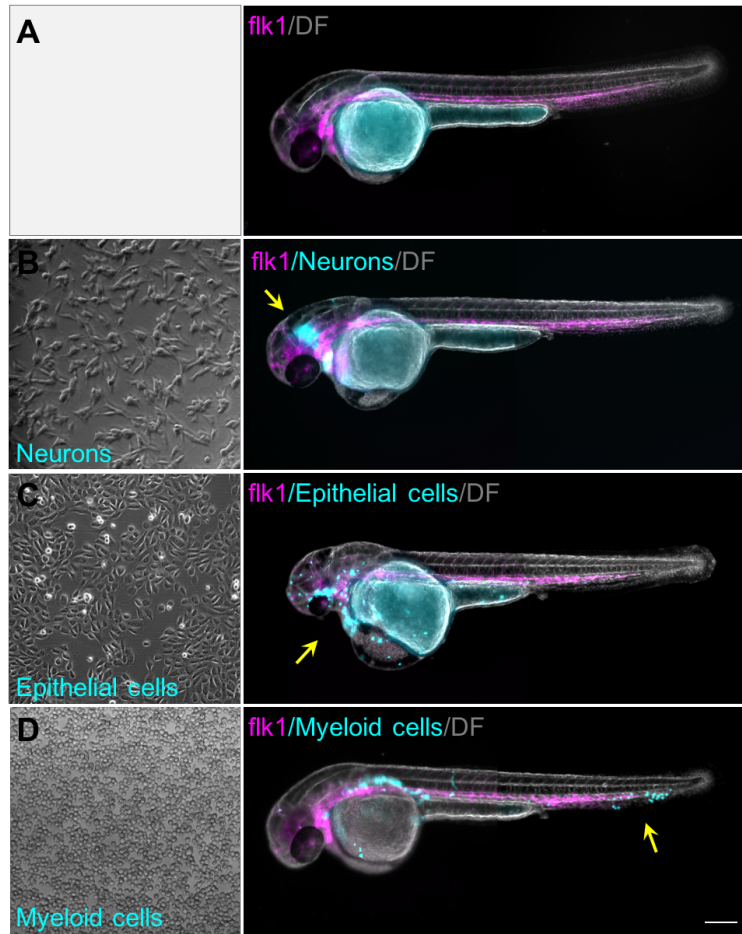 A
flk1/DF
B
flk1/Neurons/DF
Neurons
C
flk1/Epithelial cells/DF
Epithelial cells
D
flk1/Myeloid cells/DF
Myeloid cells